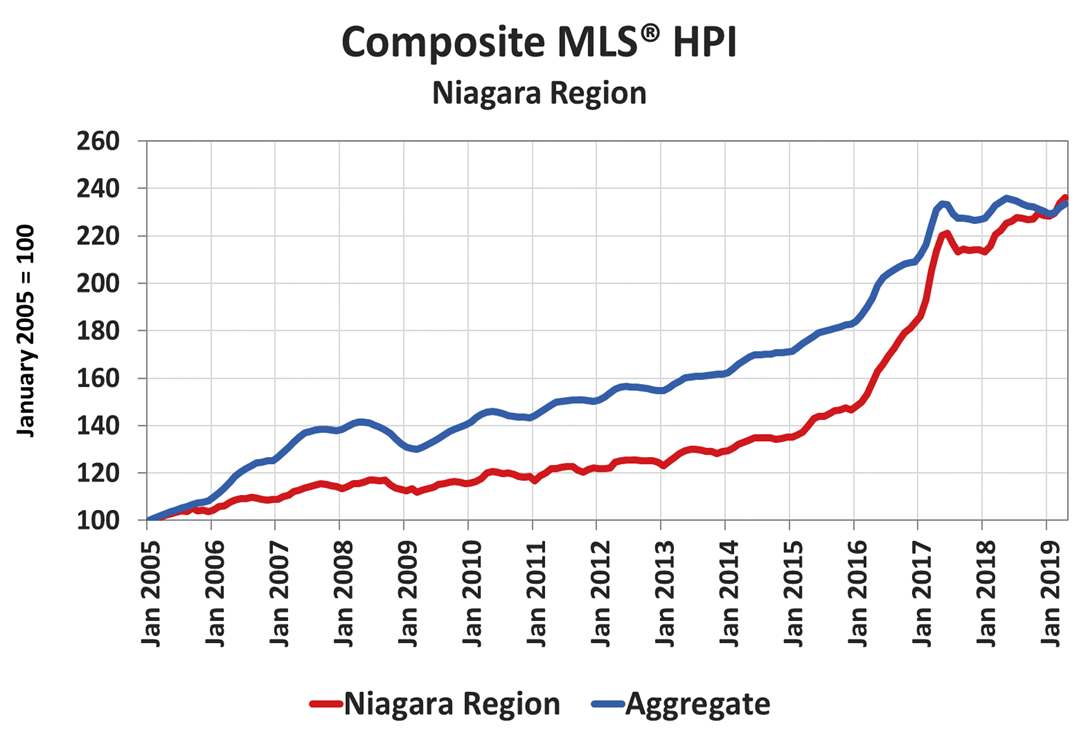 Composite MLS® HPI
Niagara Region
January 2005 = 100
260
240
220
200
180
160
140
120
100
Jan 2005
Jan 2006
Jan 2007
Jan 2008
Jan 2009
Jan 2010
Jan 2011
Jan 2012
Jan 2013
Jan 2014
Jan 2015
Jan 2016
Jan 2017
Jan 2018
Jan 2019
Niagara Region
Aggregate